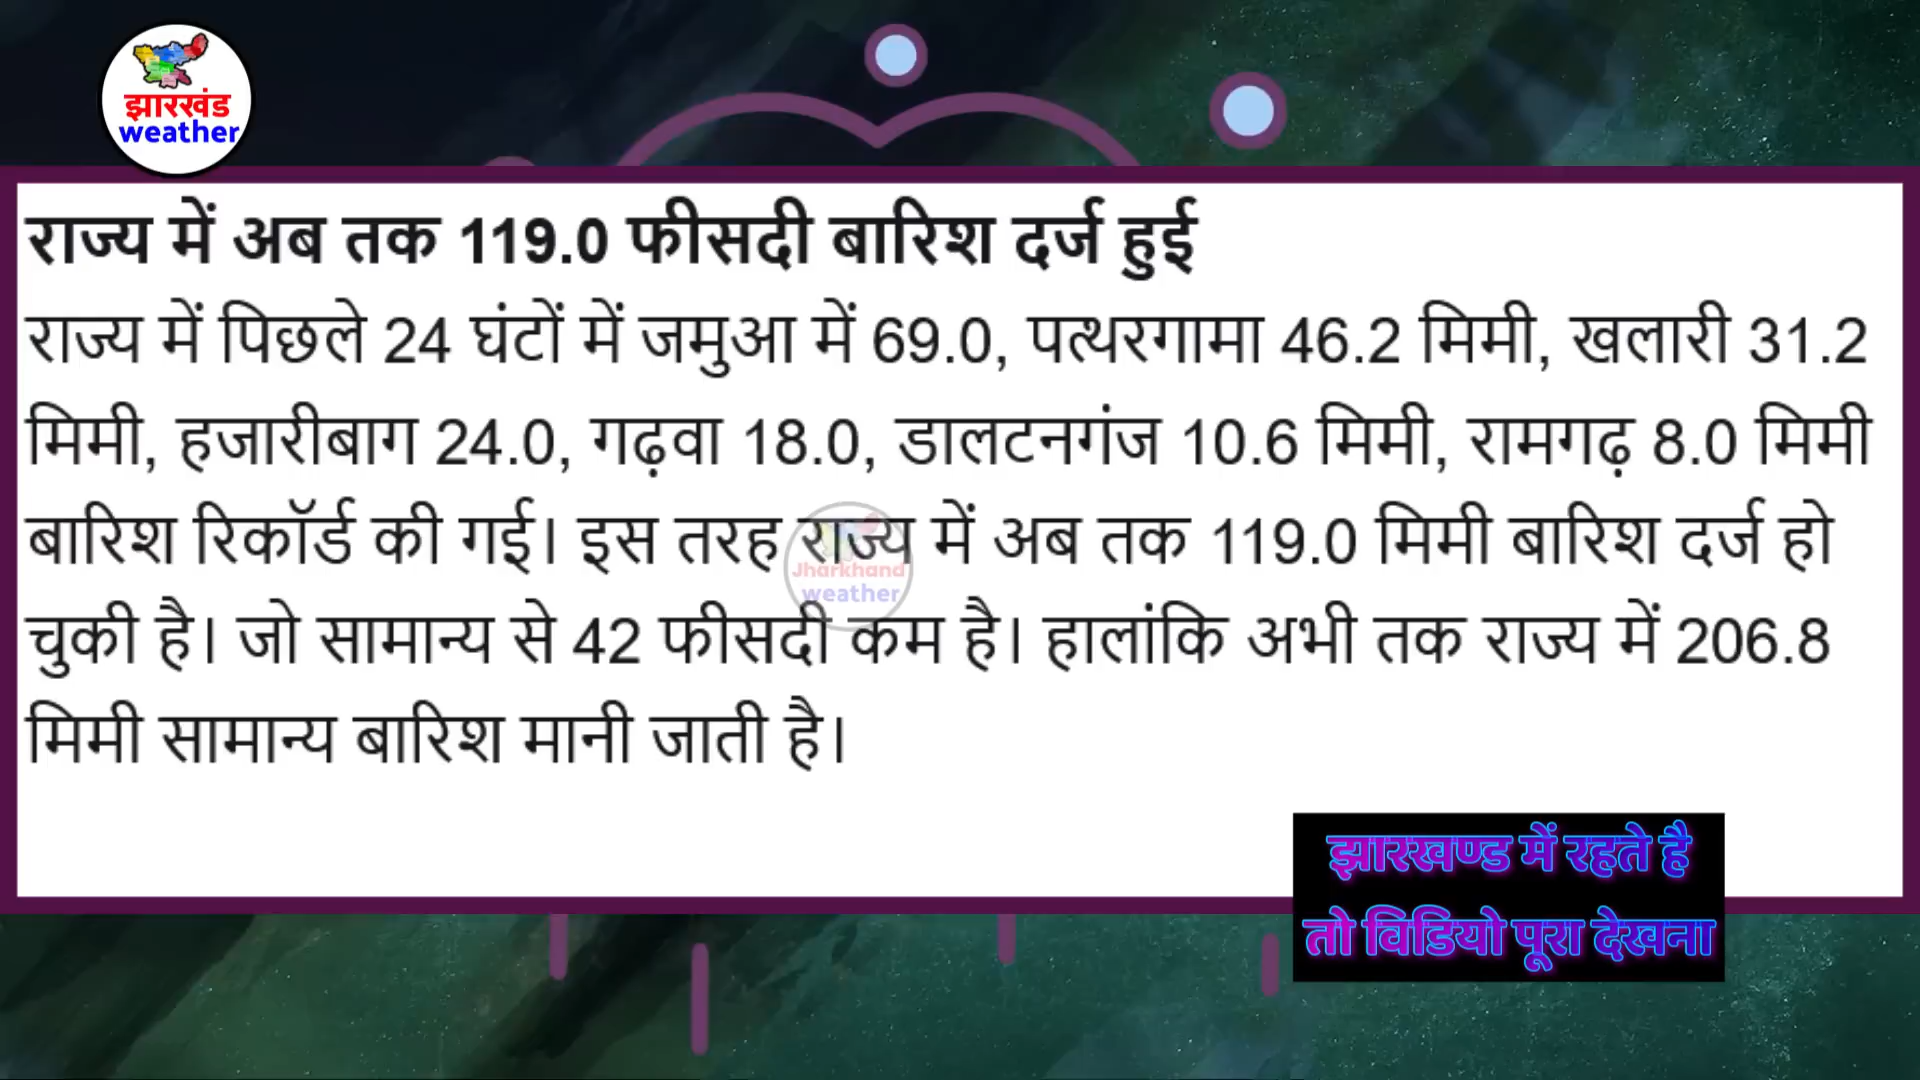 झारखंड
weather
राज्य में अब तक 119.0 फीसदी बारिश दर्ज हुई
राज्य में पिछले 24 घंटों में जमुआ में 69.0, पत्थरगामा 46.2 मिमी, खलारी 31.2
मिमी, हजारीबाग 24.0, गढ़वा 18.0, डालटनगंज 10.6 मिमी, रामगढ़ 8.0 मिमी
बारिश रिकॉर्ड की गई। इस तरह राज्य में अब तक 119.0 मिमी बारिश दर्ज हो
चुकी है। जो सामान्य से 42 फीसदी कम है। हालांकि अभी तक राज्य में 206.8
मिमी सामान्य बारिश मानी जाती है।
Jharkhand
weather
झारखण्ड में रहते है
तो विडियो पूरा देखना